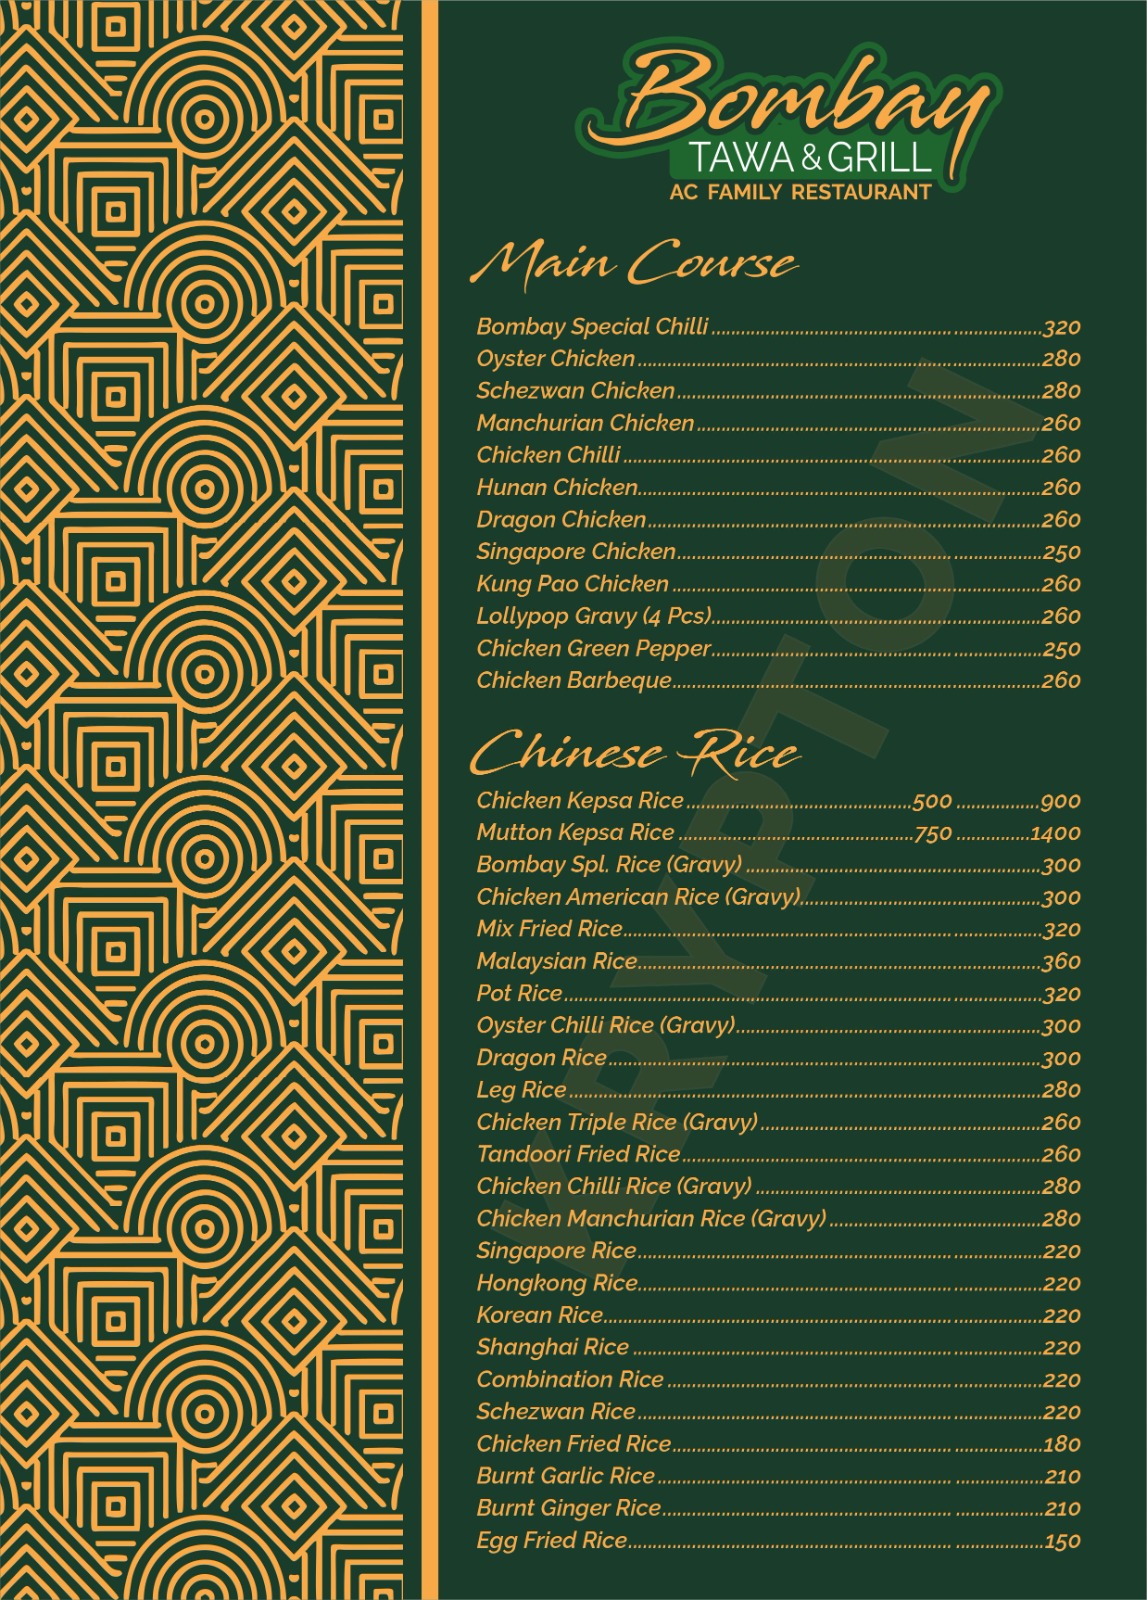 Bombay
TAWA & GRILL
AC FAMILY RESTAURANT
Main Course
Bombay Special Chilli 320
Oyster Chicken 280
Schezwan Chicken 280
Manchurian Chicken 260
Chicken Chilli 260
Hunan Chicken 260
Dragon Chicken 260
Singapore Chicken 250
Kung Pao Chicken 260
Lollypop Gravy (4 Pcs) 260
Chicken Green Pepper 250
Chicken Barbeque 260
Chinese Rice
Chicken Kepsa Rice 500 900
Mutton Kepsa Rice 750 1400
Bombay Spl. Rice (Gravy) 300
Chicken American Rice (Gravy) 300
Mix Fried Rice 320
Malaysian Rice 360
Pot Rice 320
Oyster Chilli Rice (Gravy) 300
Dragon Rice 300
Leg Rice 280
Chicken Triple Rice (Gravy) 260
Tandoori Fried Rice 260
Chicken Chilli Rice (Gravy) 280
Chicken Manchurian Rice (Gravy) 280
Singapore Rice 220
Hongkong Rice 220
Korean Rice 220
Shanghai Rice 220
Combination Rice 220
Schezwan Rice 220
Chicken Fried Rice 180
Burnt Garlic Rice 210
Burnt Ginger Rice 210
Egg Fried Rice 150
KRYPTON